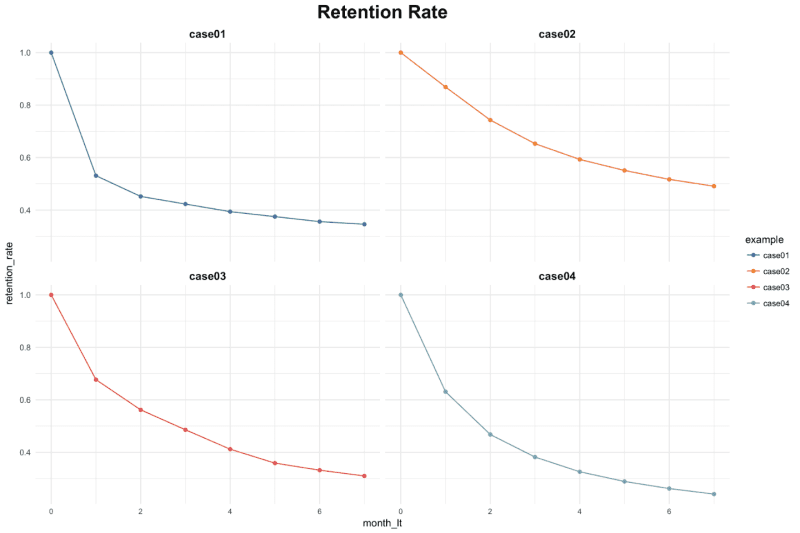 Retention Rate
case01
case02
1.0
0.8
0.6
0.4
retention_rate
case03
case04
1.0
0.8
0.6
0.4
0
2
4
6
0
2
4
6
month_lt
example
case01
case02
case03
case04